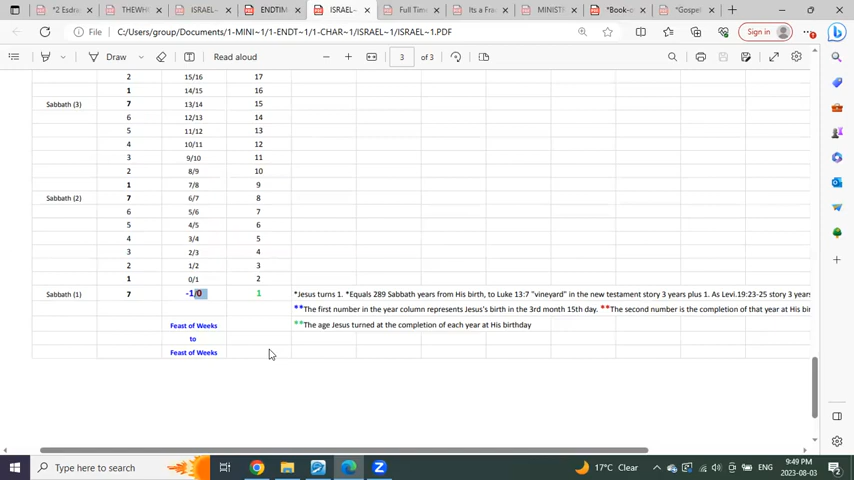 *2 Esdra
THEWHO
ISRAEL~
ENDTIM
ISRAEL~
Full Time
Its a Fra
MINISTR
*Book-o
*Gospel
File
C:/Users/group/Documents/1-MINI~1/1-ENDT~1/1-CHAR~1/ISRAEL~1/ISRAEL~1.PDF
Sign in
Draw
Read aloud
3 of 3
2 15/16 17
1 14/15 16
Sabbath (3) 7 13/14 15
6 12/13 14
5 11/12 13
4 10/11 12
3 9/10 11
2 8/9 10
1 7/8 9
Sabbath (2) 7 6/7 8
6 5/6 7
5 4/5 6
4 3/4 5
3 2/3 4
2 1/2 3
1 0/1 2
Sabbath (1) 7 -1/0 1 *Jesus turns 1. *Equals 289 Sabbath years from His birth, to Luke 13:7 "vineyard" in the new testament story 3 years plus 1. As Levi.19:23-25 story 3 years
**The first number in the year column represents Jesus's birth in the 3rd month 15th day. **The second number is the completion of that year at His bir
Feast of Weeks **The age Jesus turned at the completion of each year at His birthday
to
Feast of Weeks
Type here to search
17°C Clear
ENG
9:49 PM
2023-08-03
2